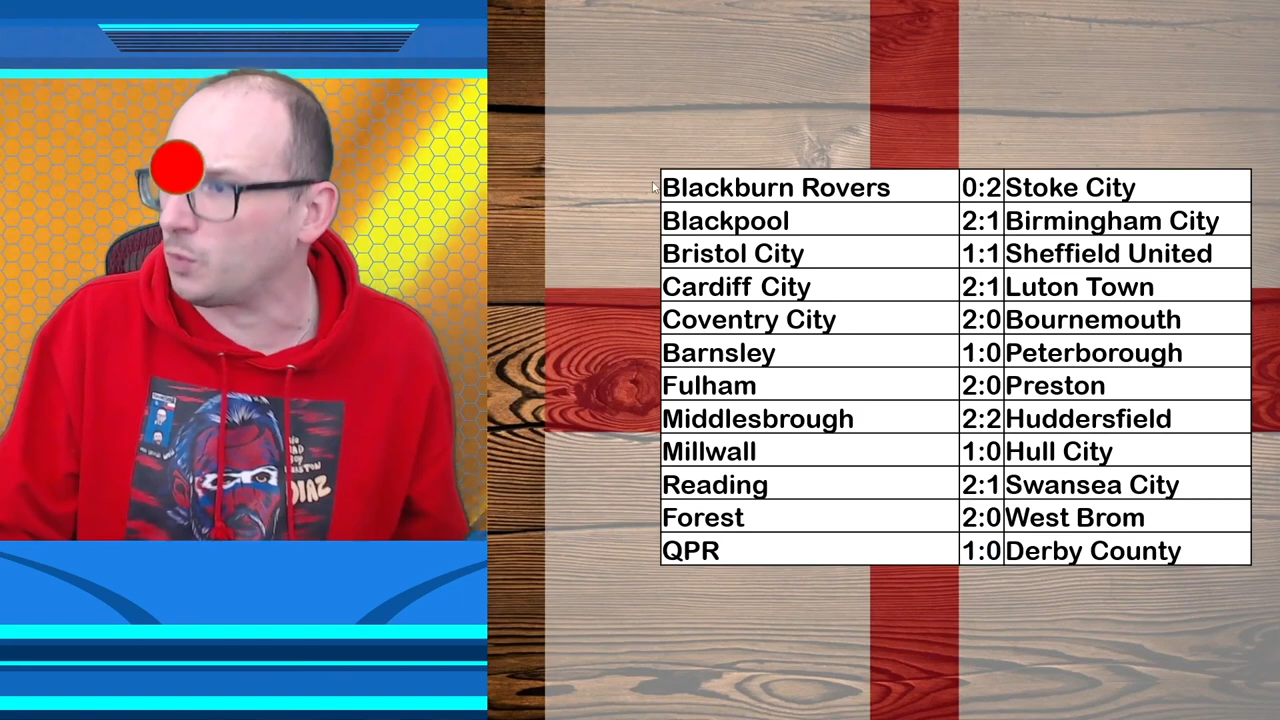 Blackburn Rovers 0:2 Stoke City
Blackpool 2:1 Birmingham City
Bristol City 1:1 Sheffield United
Cardiff City 2:1 Luton Town
Coventry City 2:0 Bournemouth
Barnsley 1:0 Peterborough
Fulham 2:0 Preston
Middlesbrough 2:2 Huddersfield
Millwall 1:0 Hull City
Reading 2:1 Swansea City
Forest 2:0 West Brom
QPR 1:0 Derby County
DIAZ